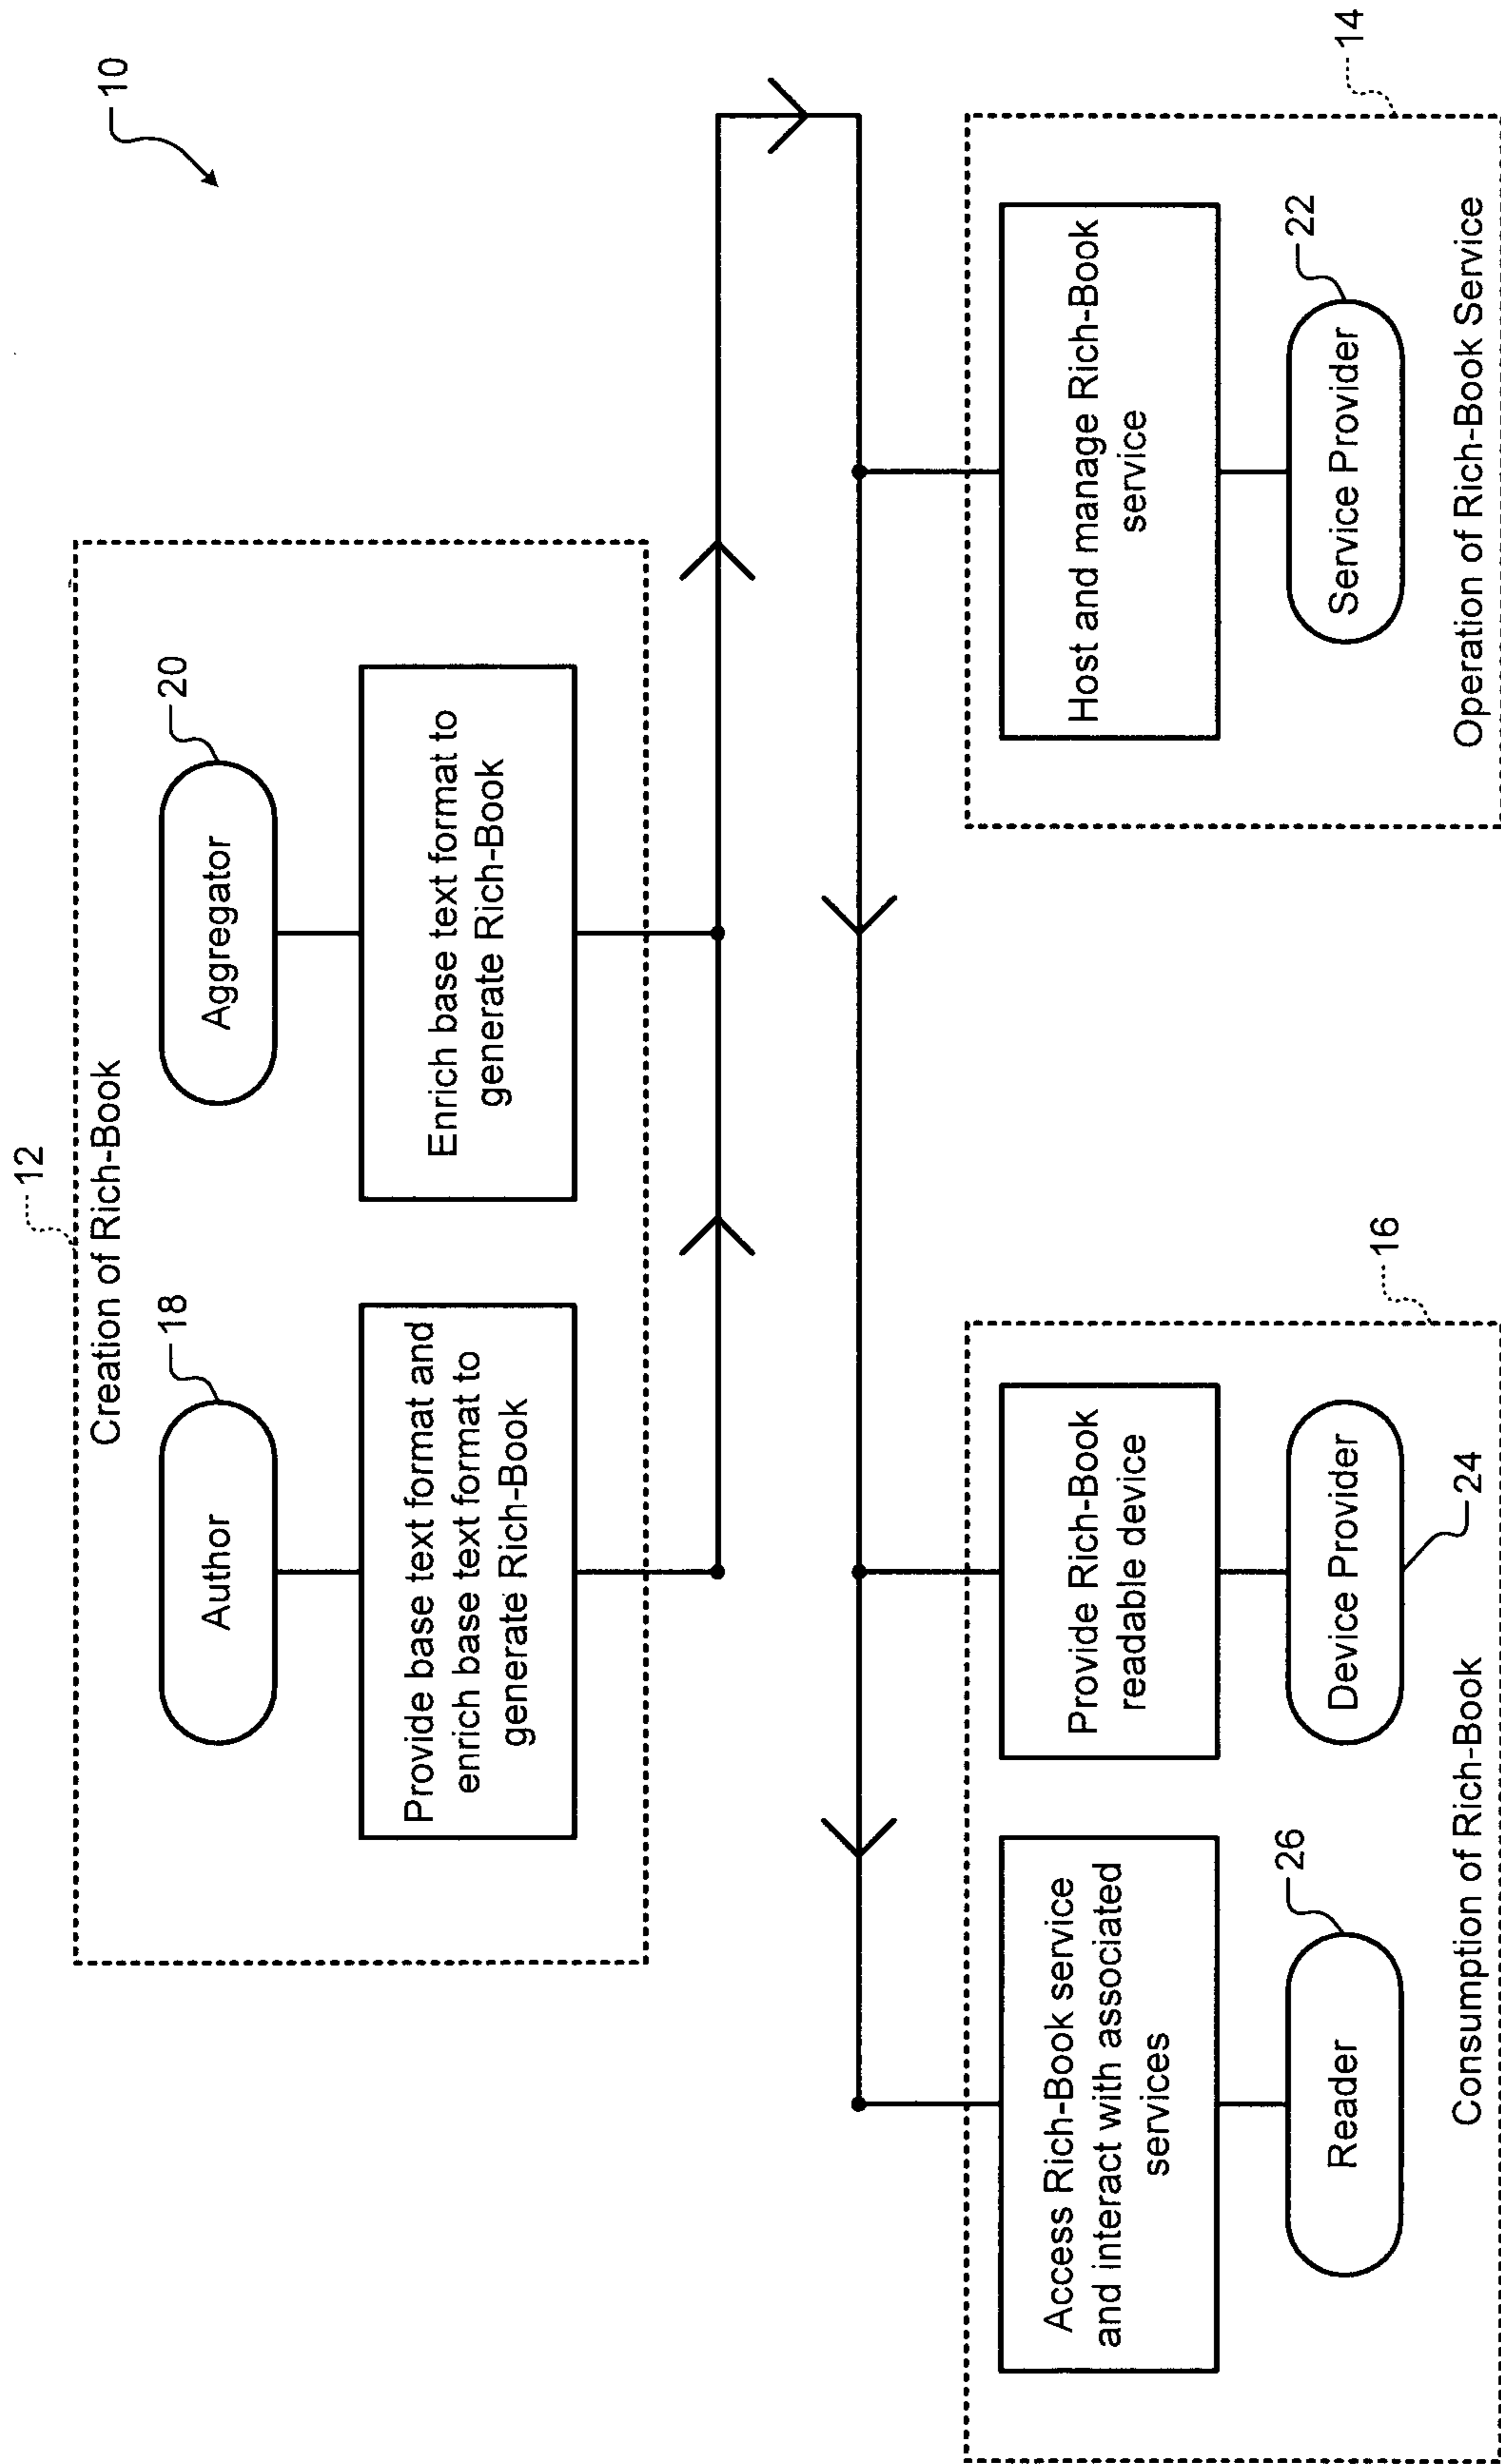 10
12
Creation of Rich-Book
Author
18
Provide base text format and
enrich base text format to
generate Rich-Book
Aggregator
20
Enrich base text format to
generate Rich-Book
Access Rich-Book service
and interact with associated
services
Reader
26
Provide Rich-Book
readable device
Device Provider
24
Consumption of Rich-Book
16
Host and manage Rich-Book
service
Service Provider
22
Operation of Rich-Book Service
14